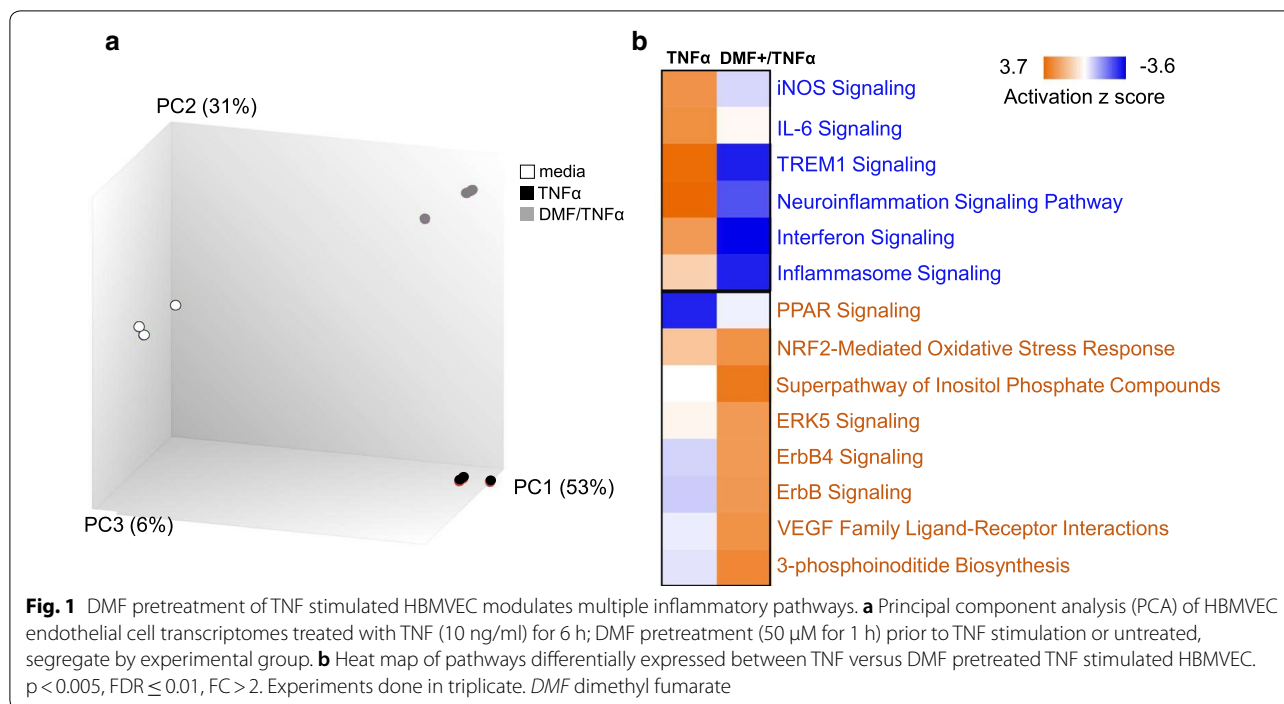 a
PC2 (31%)
media
TNFα
DMF/TNFα
PC1 (53%)
PC3 (6%)
b
TNFα DMF+/TNFα
3.7 -3.6
Activation z score
iNOS Signaling
IL-6 Signaling
TREM1 Signaling
Neuroinflammation Signaling Pathway
Interferon Signaling
Inflammasome Signaling
PPAR Signaling
NRF2-Mediated Oxidative Stress Response
Superpathway of Inositol Phosphate Compounds
ERK5 Signaling
ErbB4 Signaling
ErbB Signaling
VEGF Family Ligand-Receptor Interactions
3-phosphoinoditide Biosynthesis
Fig. 1 DMF pretreatment of TNF stimulated HBMVEC modulates multiple inflammatory pathways. a Principal component analysis (PCA) of HBMVEC
endothelial cell transcriptomes treated with TNF (10 ng/ml) for 6 h; DMF pretreatment (50 µM for 1 h) prior to TNF stimulation or untreated,
segregate by experimental group. b Heat map of pathways differentially expressed between TNF versus DMF pretreated TNF stimulated HBMVEC.
p < 0.005, FDR ≤ 0.01, FC > 2. Experiments done in triplicate. DMF dimethyl fumarate